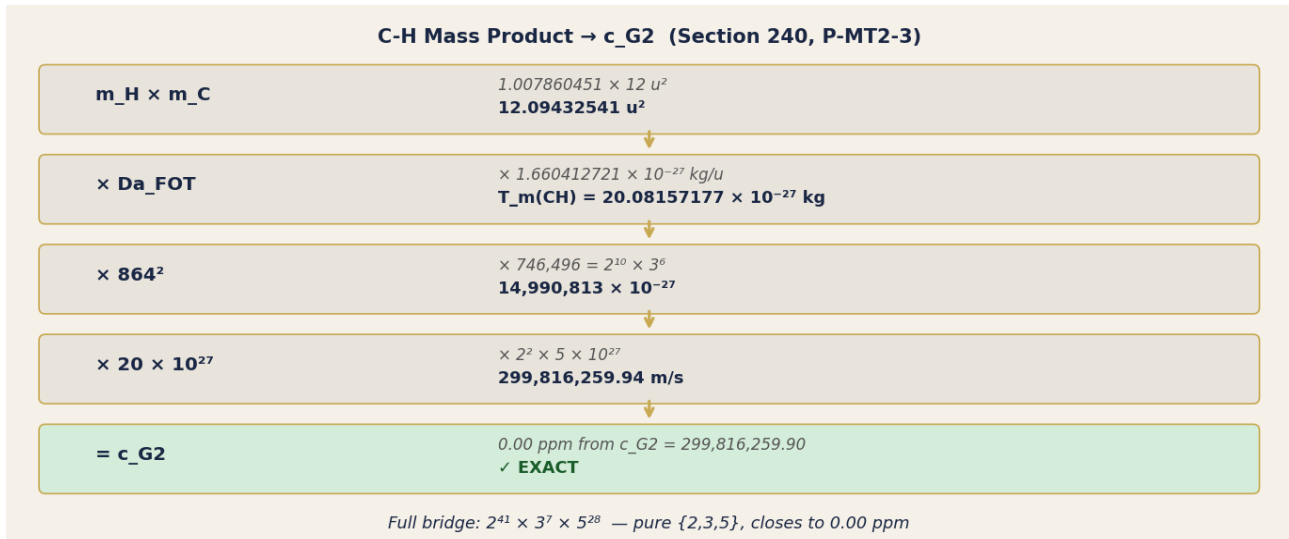 C-H Mass Product → c_G2 (Section 240, P-MT2-3)
m_H × m_C
1.007860451 × 12 u²
12.09432541 u²
× Da_FOT
× 1.660412721 × 10⁻²⁷ kg/u
T_m(CH) = 20.08157177 × 10⁻²⁷ kg
× 864²
× 746,496 = 2¹⁰ × 3⁶
14,990,813 × 10⁻²⁷
× 20 × 10²⁷
× 2² × 5 × 10²⁷
299,816,259.94 m/s
= c_G2
0.00 ppm from c_G2 = 299,816,259.90
✓ EXACT
Full bridge: 2⁴¹ × 3⁷ × 5²⁸ — pure {2,3,5}, closes to 0.00 ppm